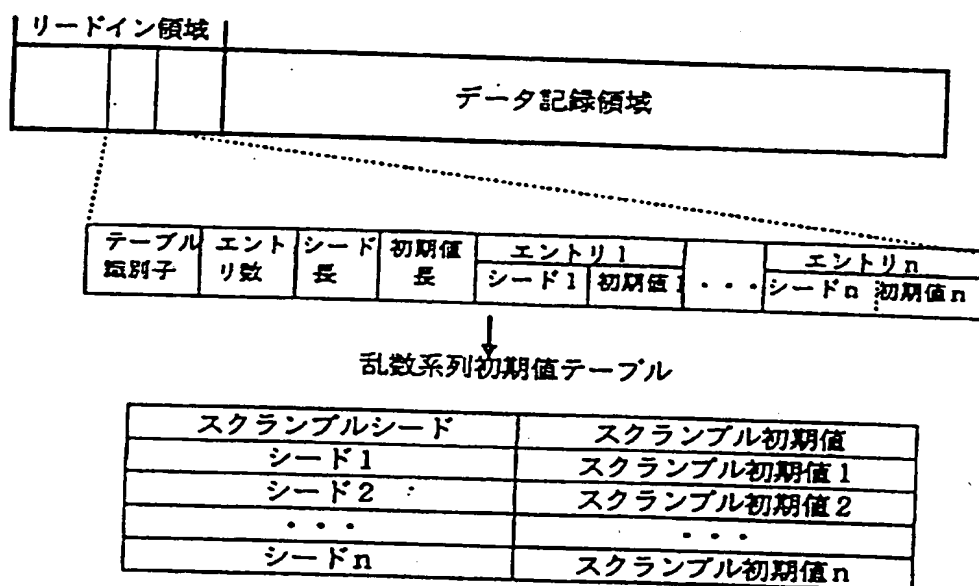 リードイン領域
データ記録領域
テーブル識別子
エントリ数
シード長
初期値長
エントリ1
シード1
初期値1
・・・
エントリn
シードn
初期値n
乱数系列初期値テーブル
スクランブルシード
スクランブル初期値
シード1
スクランブル初期値1
シード2
スクランブル初期値2
・・・
・・・
シードn
スクランブル初期値n